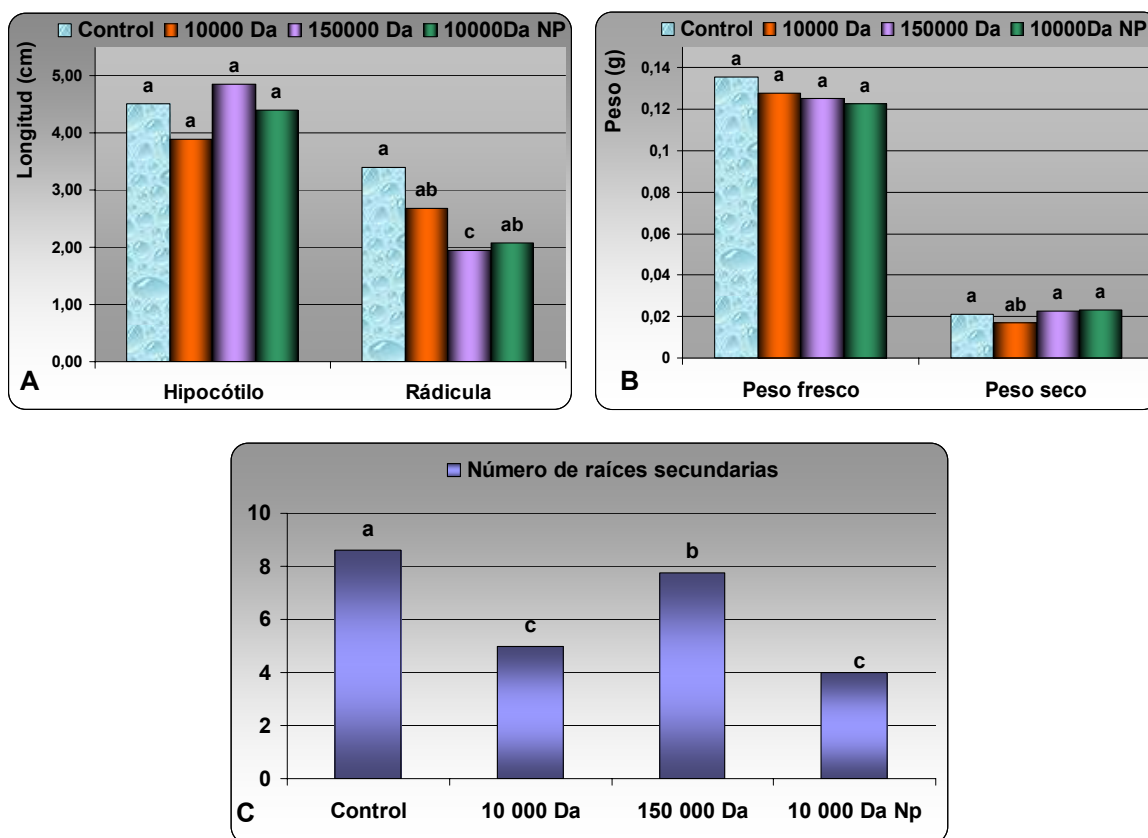 Control 10000 Da 150000 Da 10000Da NP
Longitud (cm)
5,00
4,00
3,00
2,00
1,00
0,00
a
a
a
a
a
ab
c
ab
Hipocótilo Rádicula
A
Control 10000 Da 150000 Da 10000Da NP
Peso (g)
0,14
0,12
0,1
0,08
0,06
0,04
0,02
0
a
a
a
a
a
ab
a
a
Peso fresco Peso seco
B
Número de raíces secundarias
10
8
6
4
2
0
a
c
b
c
Control 10 000 Da 150 000 Da 10 000 Da Np
C